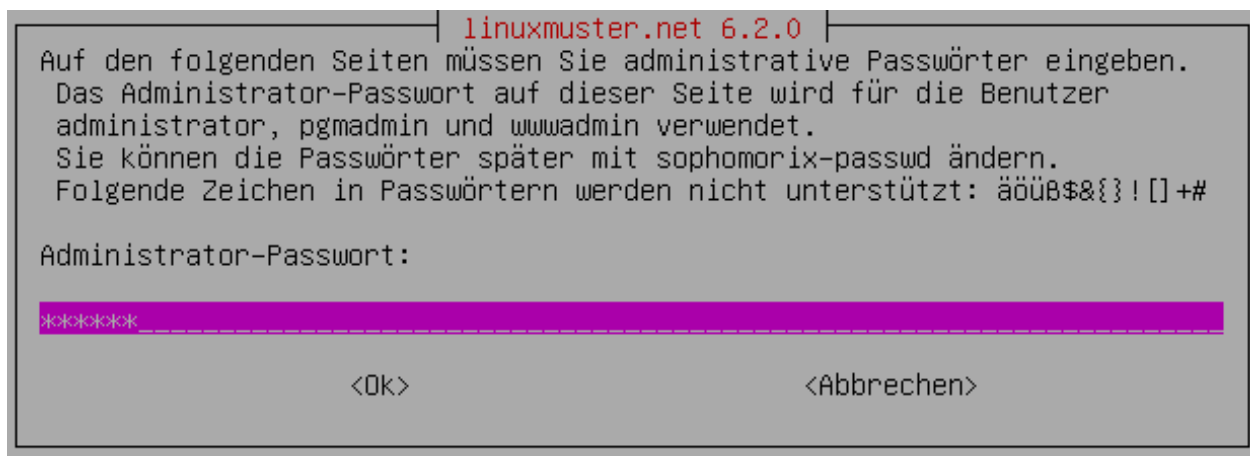 linuxmuster.net 6.2.0
Auf den folgenden Seiten müssen Sie administrative Passwörter eingeben.
Das Administrator-Passwort auf dieser Seite wird für die Benutzer
administrator, pgmadmin und wwwadmin verwendet.
Sie können die Passwörter später mit sophomorix-passwd ändern.
Folgende Zeichen in Passwörtern werden nicht unterstützt: äöüß$&{}![]+#
Administrator-Passwort:
******
<Ok> <Abbrechen>